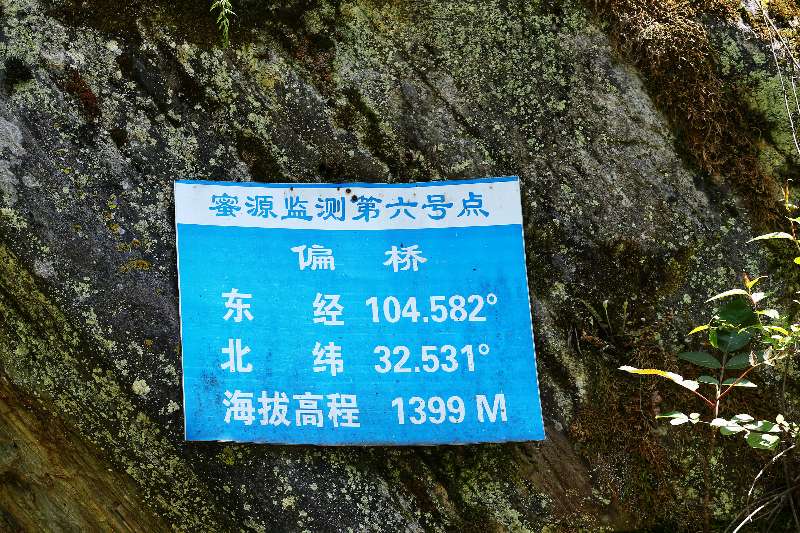 蜜源监测第六号点
偏 桥
东 经 104.582°
北 纬 32.531°
海拔高程 1399 M